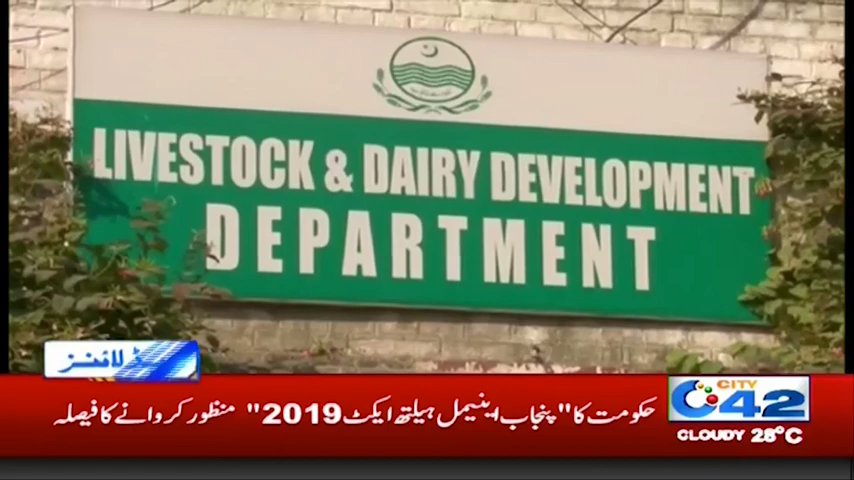 LIVESTOCK & DAIRY DEVELOPMENT
DEPARTMENT
ہیڈ لائنز
حکومت کا "پنجاب اینیمل ہیلتھ ایکٹ 2019" منظور کروانے کا فیصلہ
CITY
42
CLOUDY 28°C